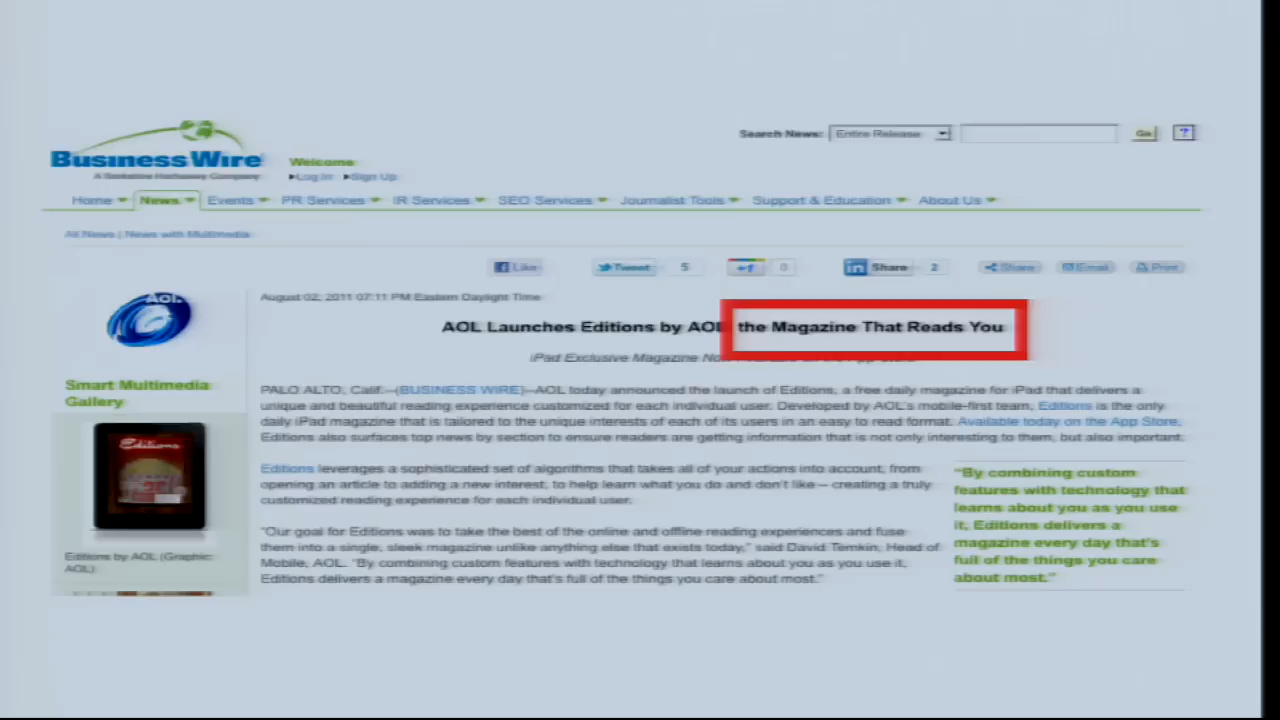 BusinessWire
A Berkshire Hathaway Company
Welcome
Log In Sign Up
Search News: Entire Release Go ?
Home News Events PR Services IR Services SEO Services Journalist Tools Support & Education About Us
All News | News with Multimedia
Like Tweet 5 +1 0 in Share 2 Share Email Print
AOL.
August 02, 2011 07:11 PM Eastern Daylight Time
AOL Launches Editions by AOL the Magazine That Reads You
iPad Exclusive Magazine Now Available on the App Store
Smart Multimedia
Gallery
Editions
Editions by AOL (Graphic:
AOL)
PALO ALTO, Calif.--(BUSINESS WIRE)--AOL today announced the launch of Editions, a free daily magazine for iPad that delivers a
unique and beautiful reading experience customized for each individual user. Developed by AOL's mobile-first team, Editions is the only
daily iPad magazine that is tailored to the unique interests of each of its users in an easy to read format. Available today on the App Store,
Editions also surfaces top news by section to ensure readers are getting information that is not only interesting to them, but also important.
Editions leverages a sophisticated set of algorithms that takes all of your actions into account, from
opening an article to adding a new interest, to help learn what you do and don't like – creating a truly
customized reading experience for each individual user.
"Our goal for Editions was to take the best of the online and offline reading experiences and fuse
them into a single, sleek magazine unlike anything else that exists today," said David Temkin, Head of
Mobile, AOL. "By combining custom features with technology that learns about you as you use it,
Editions delivers a magazine every day that's full of the things you care about most."
"By combining custom
features with technology that
learns about you as you use
it, Editions delivers a
magazine every day that's
full of the things you care
about most."